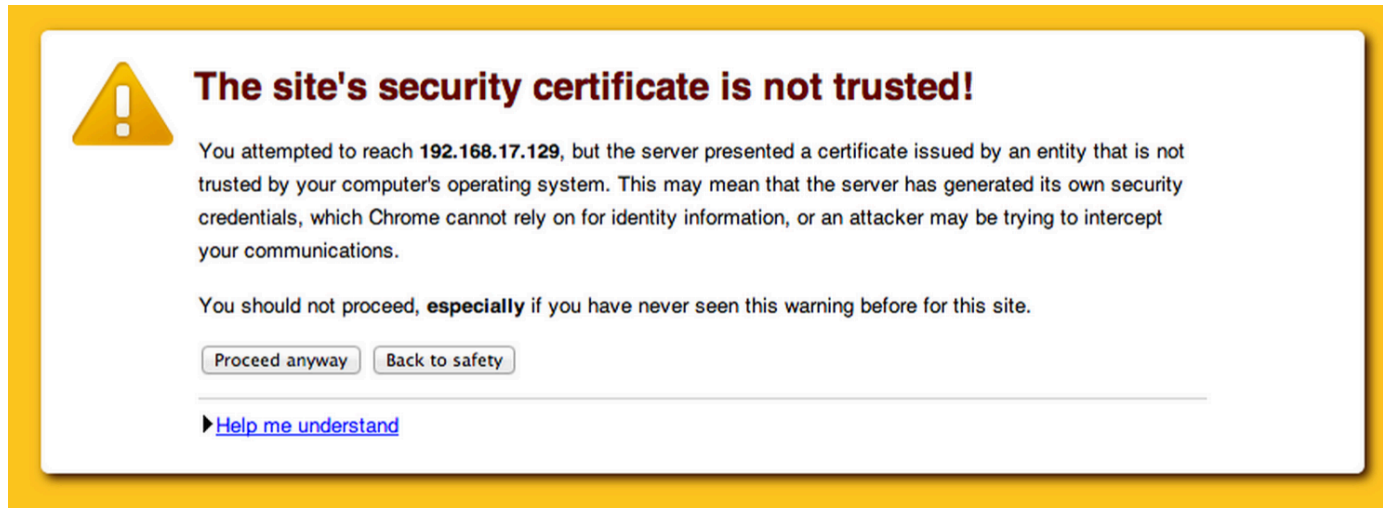 The site's security certificate is not trusted!
You attempted to reach 192.168.17.129, but the server presented a certificate issued by an entity that is not
trusted by your computer's operating system. This may mean that the server has generated its own security
credentials, which Chrome cannot rely on for identity information, or an attacker may be trying to intercept
your communications.
You should not proceed, especially if you have never seen this warning before for this site.
Proceed anyway Back to safety
Help me understand